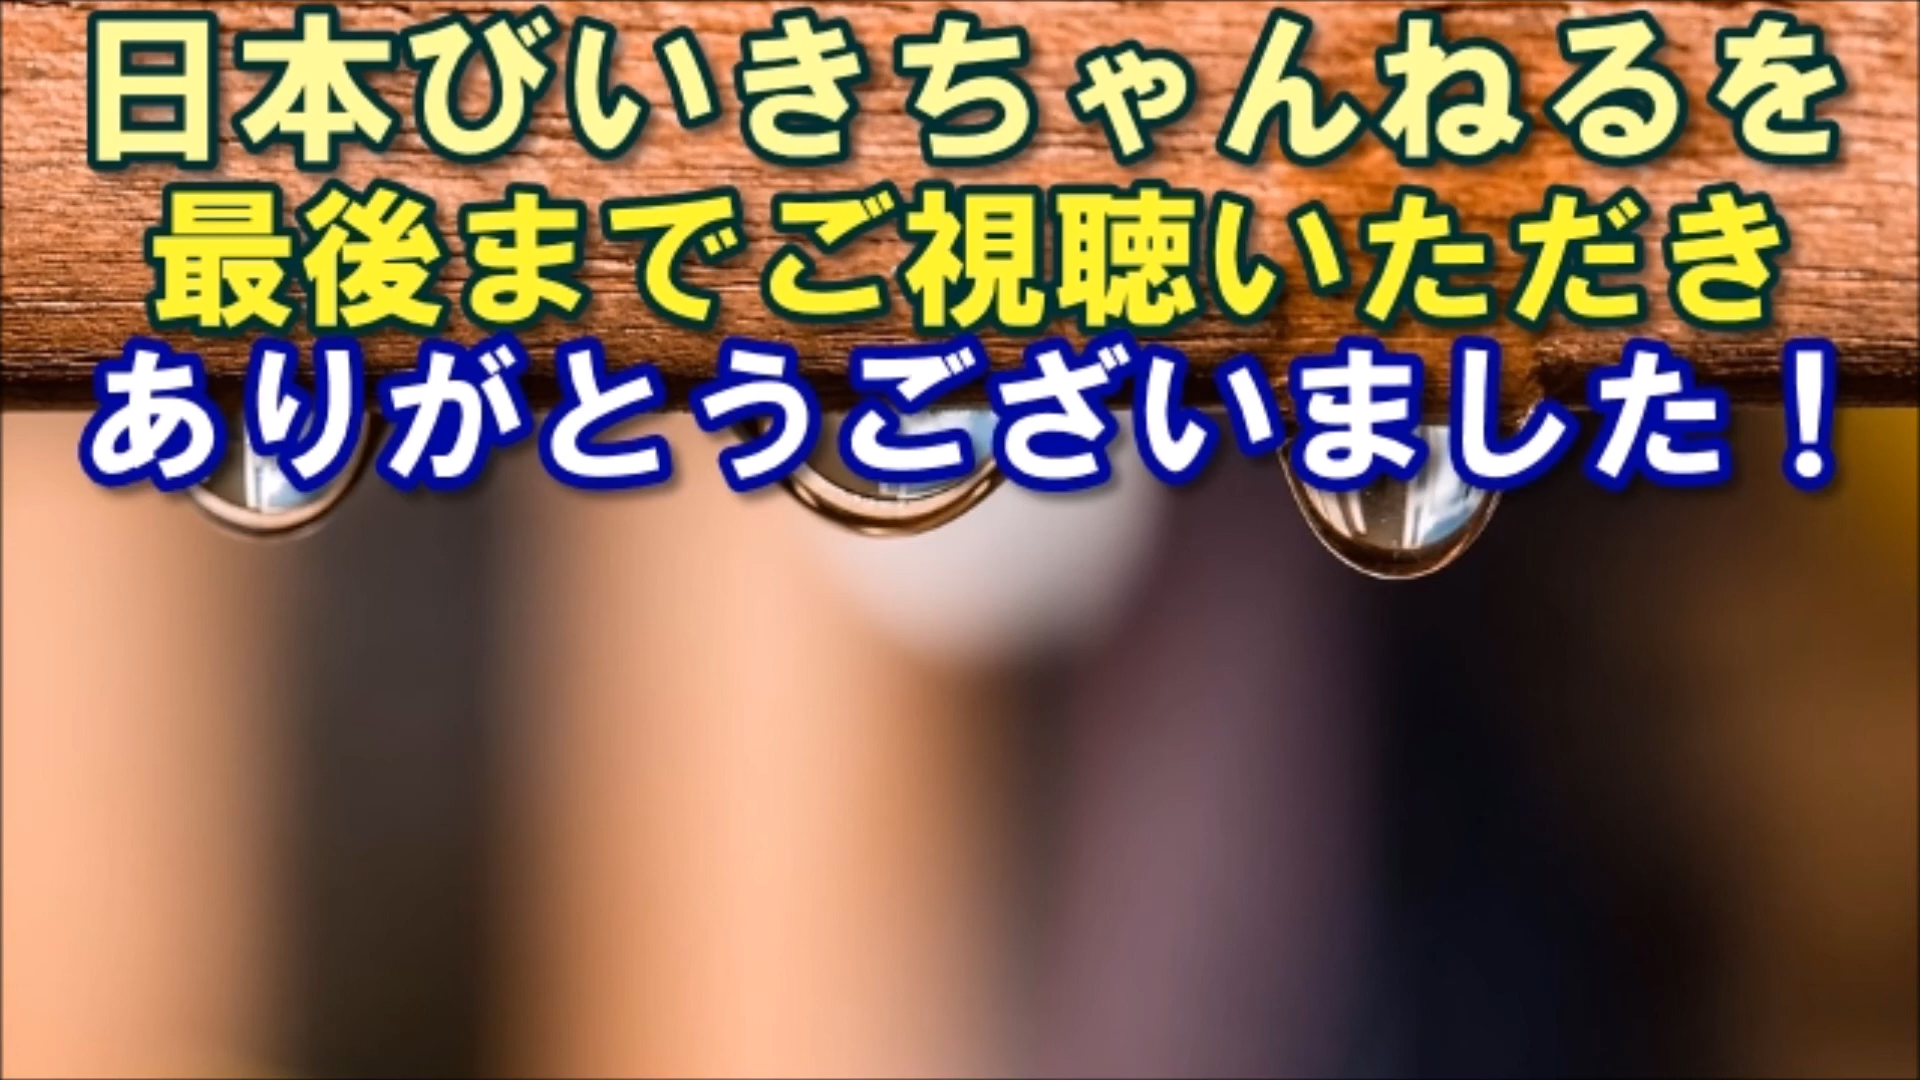 日本びいきちゃんねるを
最後までご視聴いただき
ありがとうございました！